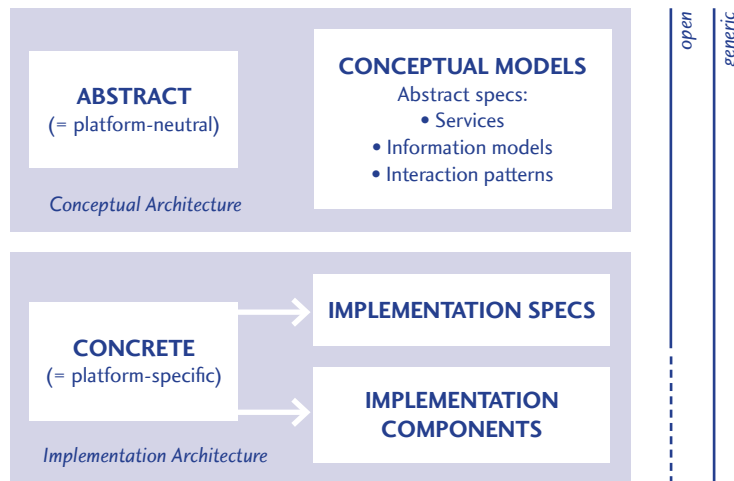 ABSTRACT
(= platform-neutral)
Conceptual Architecture
CONCEPTUAL MODELS
Abstract specs:
• Services
• Information models
• Interaction patterns
CONCRETE
(= platform-specific)
Implementation Architecture
IMPLEMENTATION SPECS
IMPLEMENTATION
COMPONENTS
open
generic